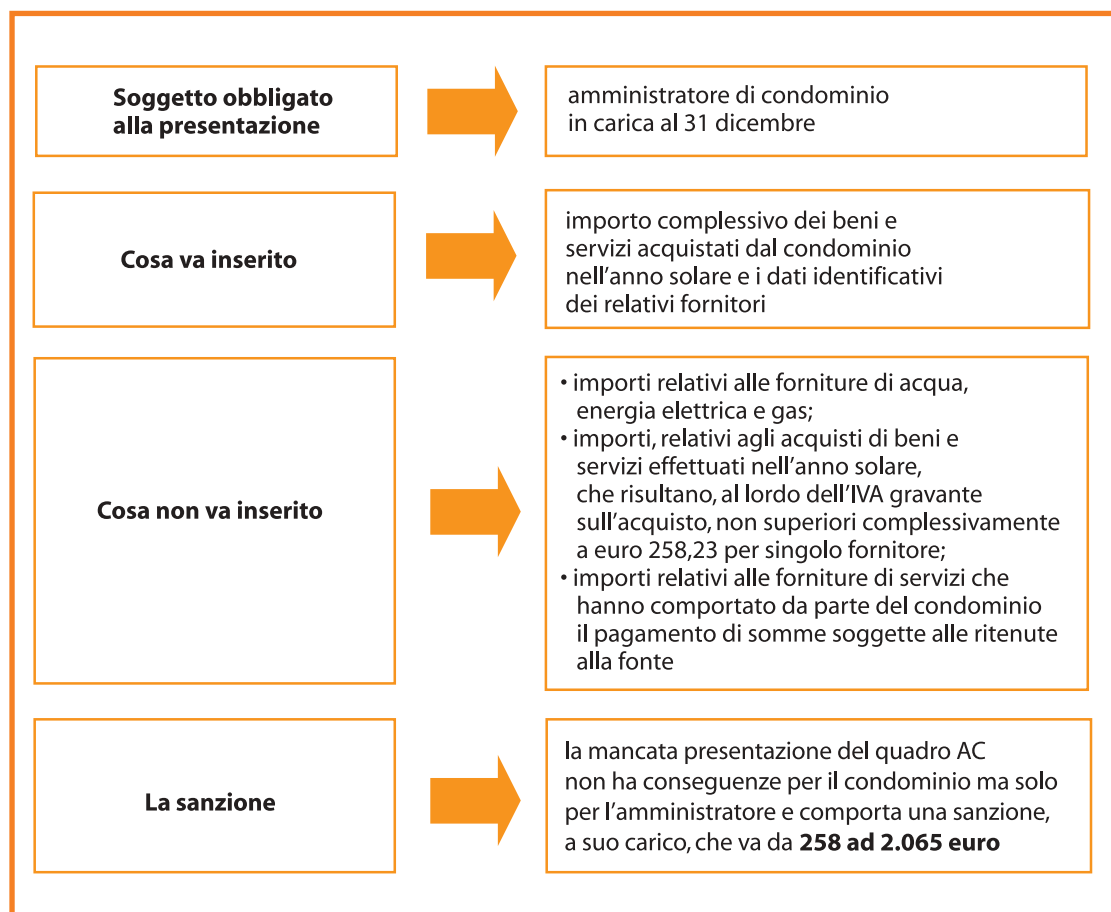 Soggetto obbligato
alla presentazione
amministratore di condominio
in carica al 31 dicembre
Cosa va inserito
importo complessivo dei beni e
servizi acquistati dal condominio
nell'anno solare e i dati identificativi
dei relativi fornitori
Cosa non va inserito
• importi relativi alle forniture di acqua,
energia elettrica e gas;
• importi, relativi agli acquisti di beni e
servizi effettuati nell'anno solare,
che risultano, al lordo dell'IVA gravante
sull'acquisto, non superiori complessivamente
a euro 258,23 per singolo fornitore;
• importi relativi alle forniture di servizi che
hanno comportato da parte del condominio
il pagamento di somme soggette alle ritenute
alla fonte
La sanzione
la mancata presentazione del quadro AC
non ha conseguenze per il condominio ma solo
per l'amministratore e comporta una sanzione,
a suo carico, che va da 258 ad 2.065 euro